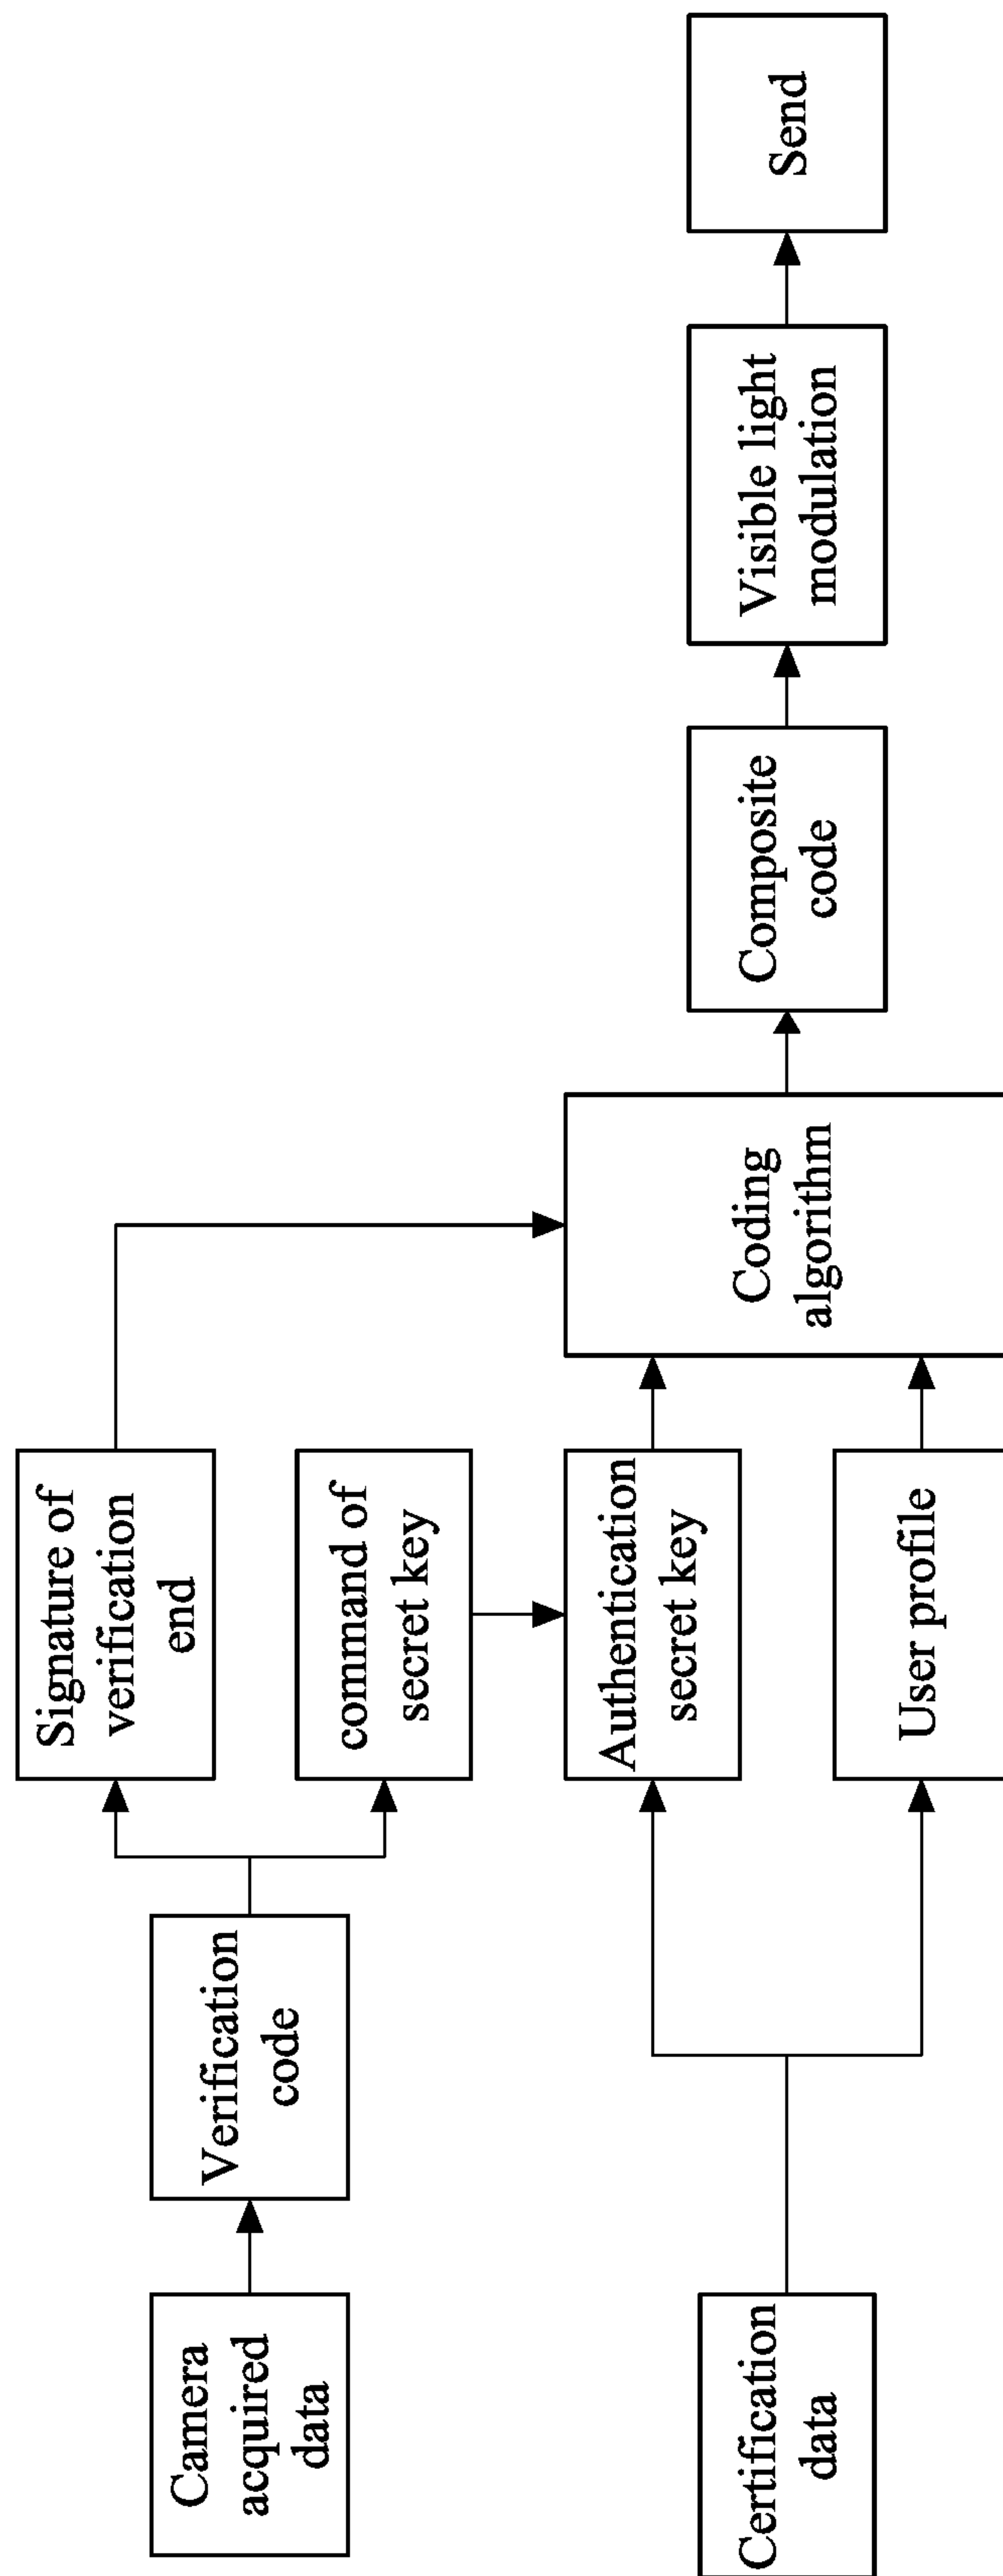 Camera
acquired
data
Verification
code
Signature of
verification
end
command of
secret key
Certification
data
Authentication
secret key
User profile
Coding
algorithm
Composite
code
Visible light
modulation
Send